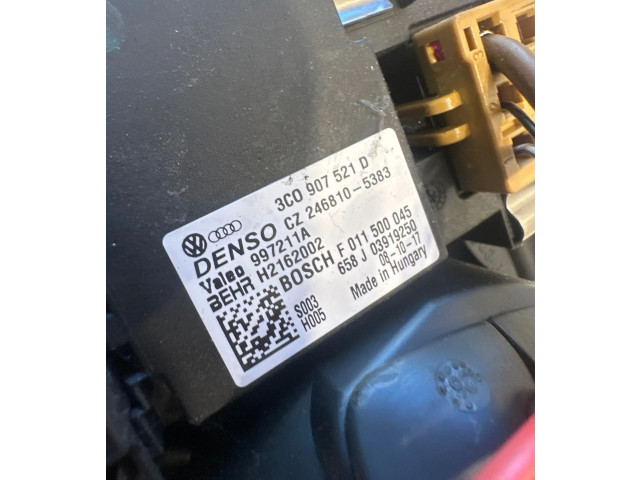 3C0 907 521 D
DENSO CZ 246810-5383
Valeo 997211A
BEHR H2162002
BOSCH F 011 500 045
658 J 03919250
08-10-17
Made in Hungary
S003
H005